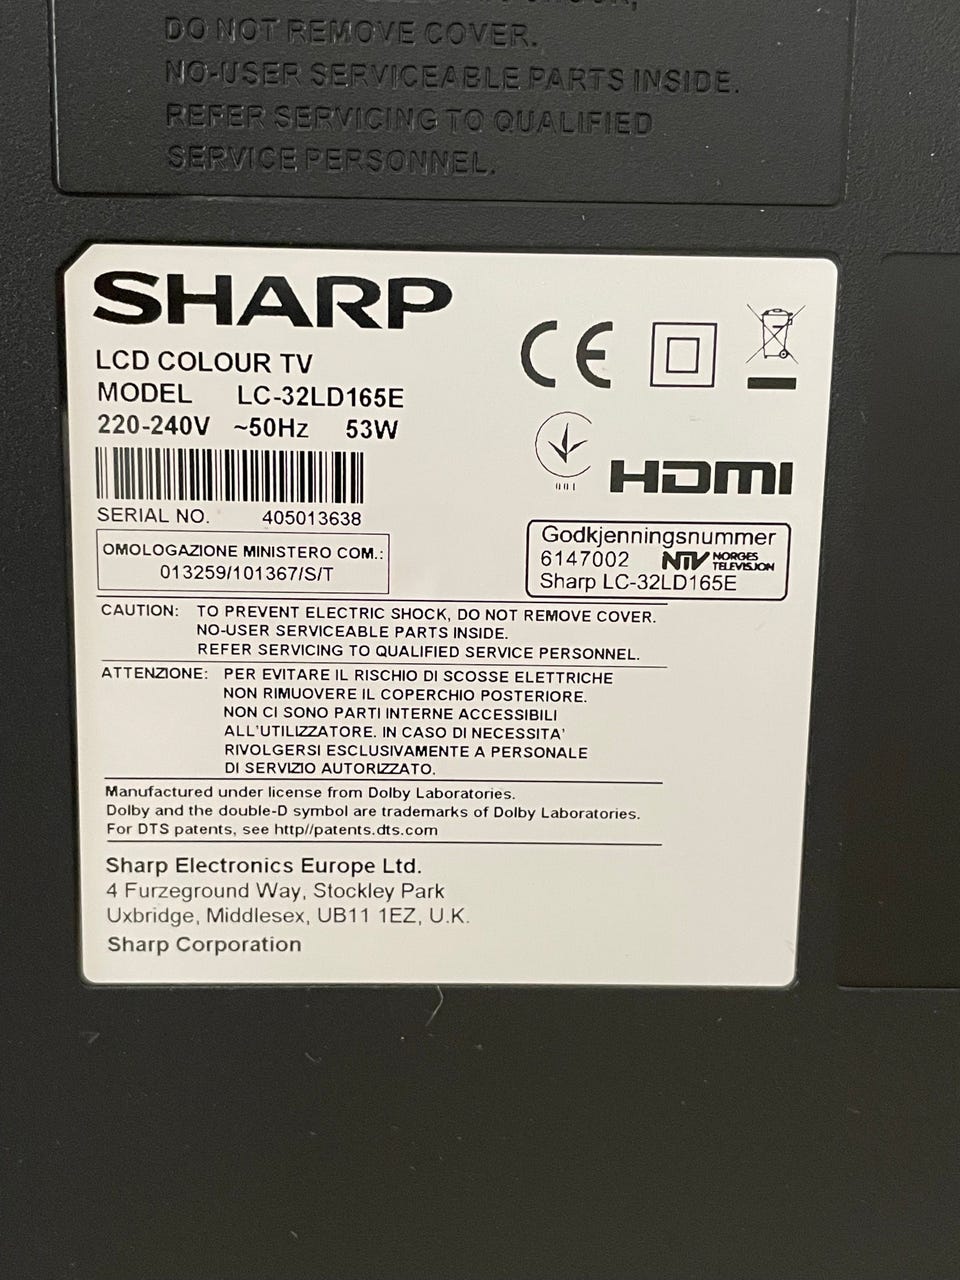 SHOCK,
DO NOT REMOVE COVER.
NO-USER SERVICEABLE PARTS INSIDE.
REFER SERVICING TO QUALIFIED
SERVICE PERSONNEL.
SHARP
LCD COLOUR TV
MODEL LC-32LD165E
220-240V ~50Hz 53W
SERIAL NO. 405013638
OMOLOGAZIONE MINISTERO COM.:
013259/101367/S/T
CE
001
HDMI
Godkjenningsnummer
6147002 NTV NORGES
TELEVISJON
Sharp LC-32LD165E
CAUTION: TO PREVENT ELECTRIC SHOCK, DO NOT REMOVE COVER.
NO-USER SERVICEABLE PARTS INSIDE.
REFER SERVICING TO QUALIFIED SERVICE PERSONNEL.
ATTENZIONE: PER EVITARE IL RISCHIO DI SCOSSE ELETTRICHE
NON RIMUOVERE IL COPERCHIO POSTERIORE.
NON CI SONO PARTI INTERNE ACCESSIBILI
ALL'UTILIZZATORE. IN CASO DI NECESSITA'
RIVOLGERSI ESCLUSIVAMENTE A PERSONALE
DI SERVIZIO AUTORIZZATO.
Manufactured under license from Dolby Laboratories.
Dolby and the double-D symbol are trademarks of Dolby Laboratories.
For DTS patents, see http//patents.dts.com
Sharp Electronics Europe Ltd.
4 Furzeground Way, Stockley Park
Uxbridge, Middlesex, UB11 1EZ, U.K.
Sharp Corporation